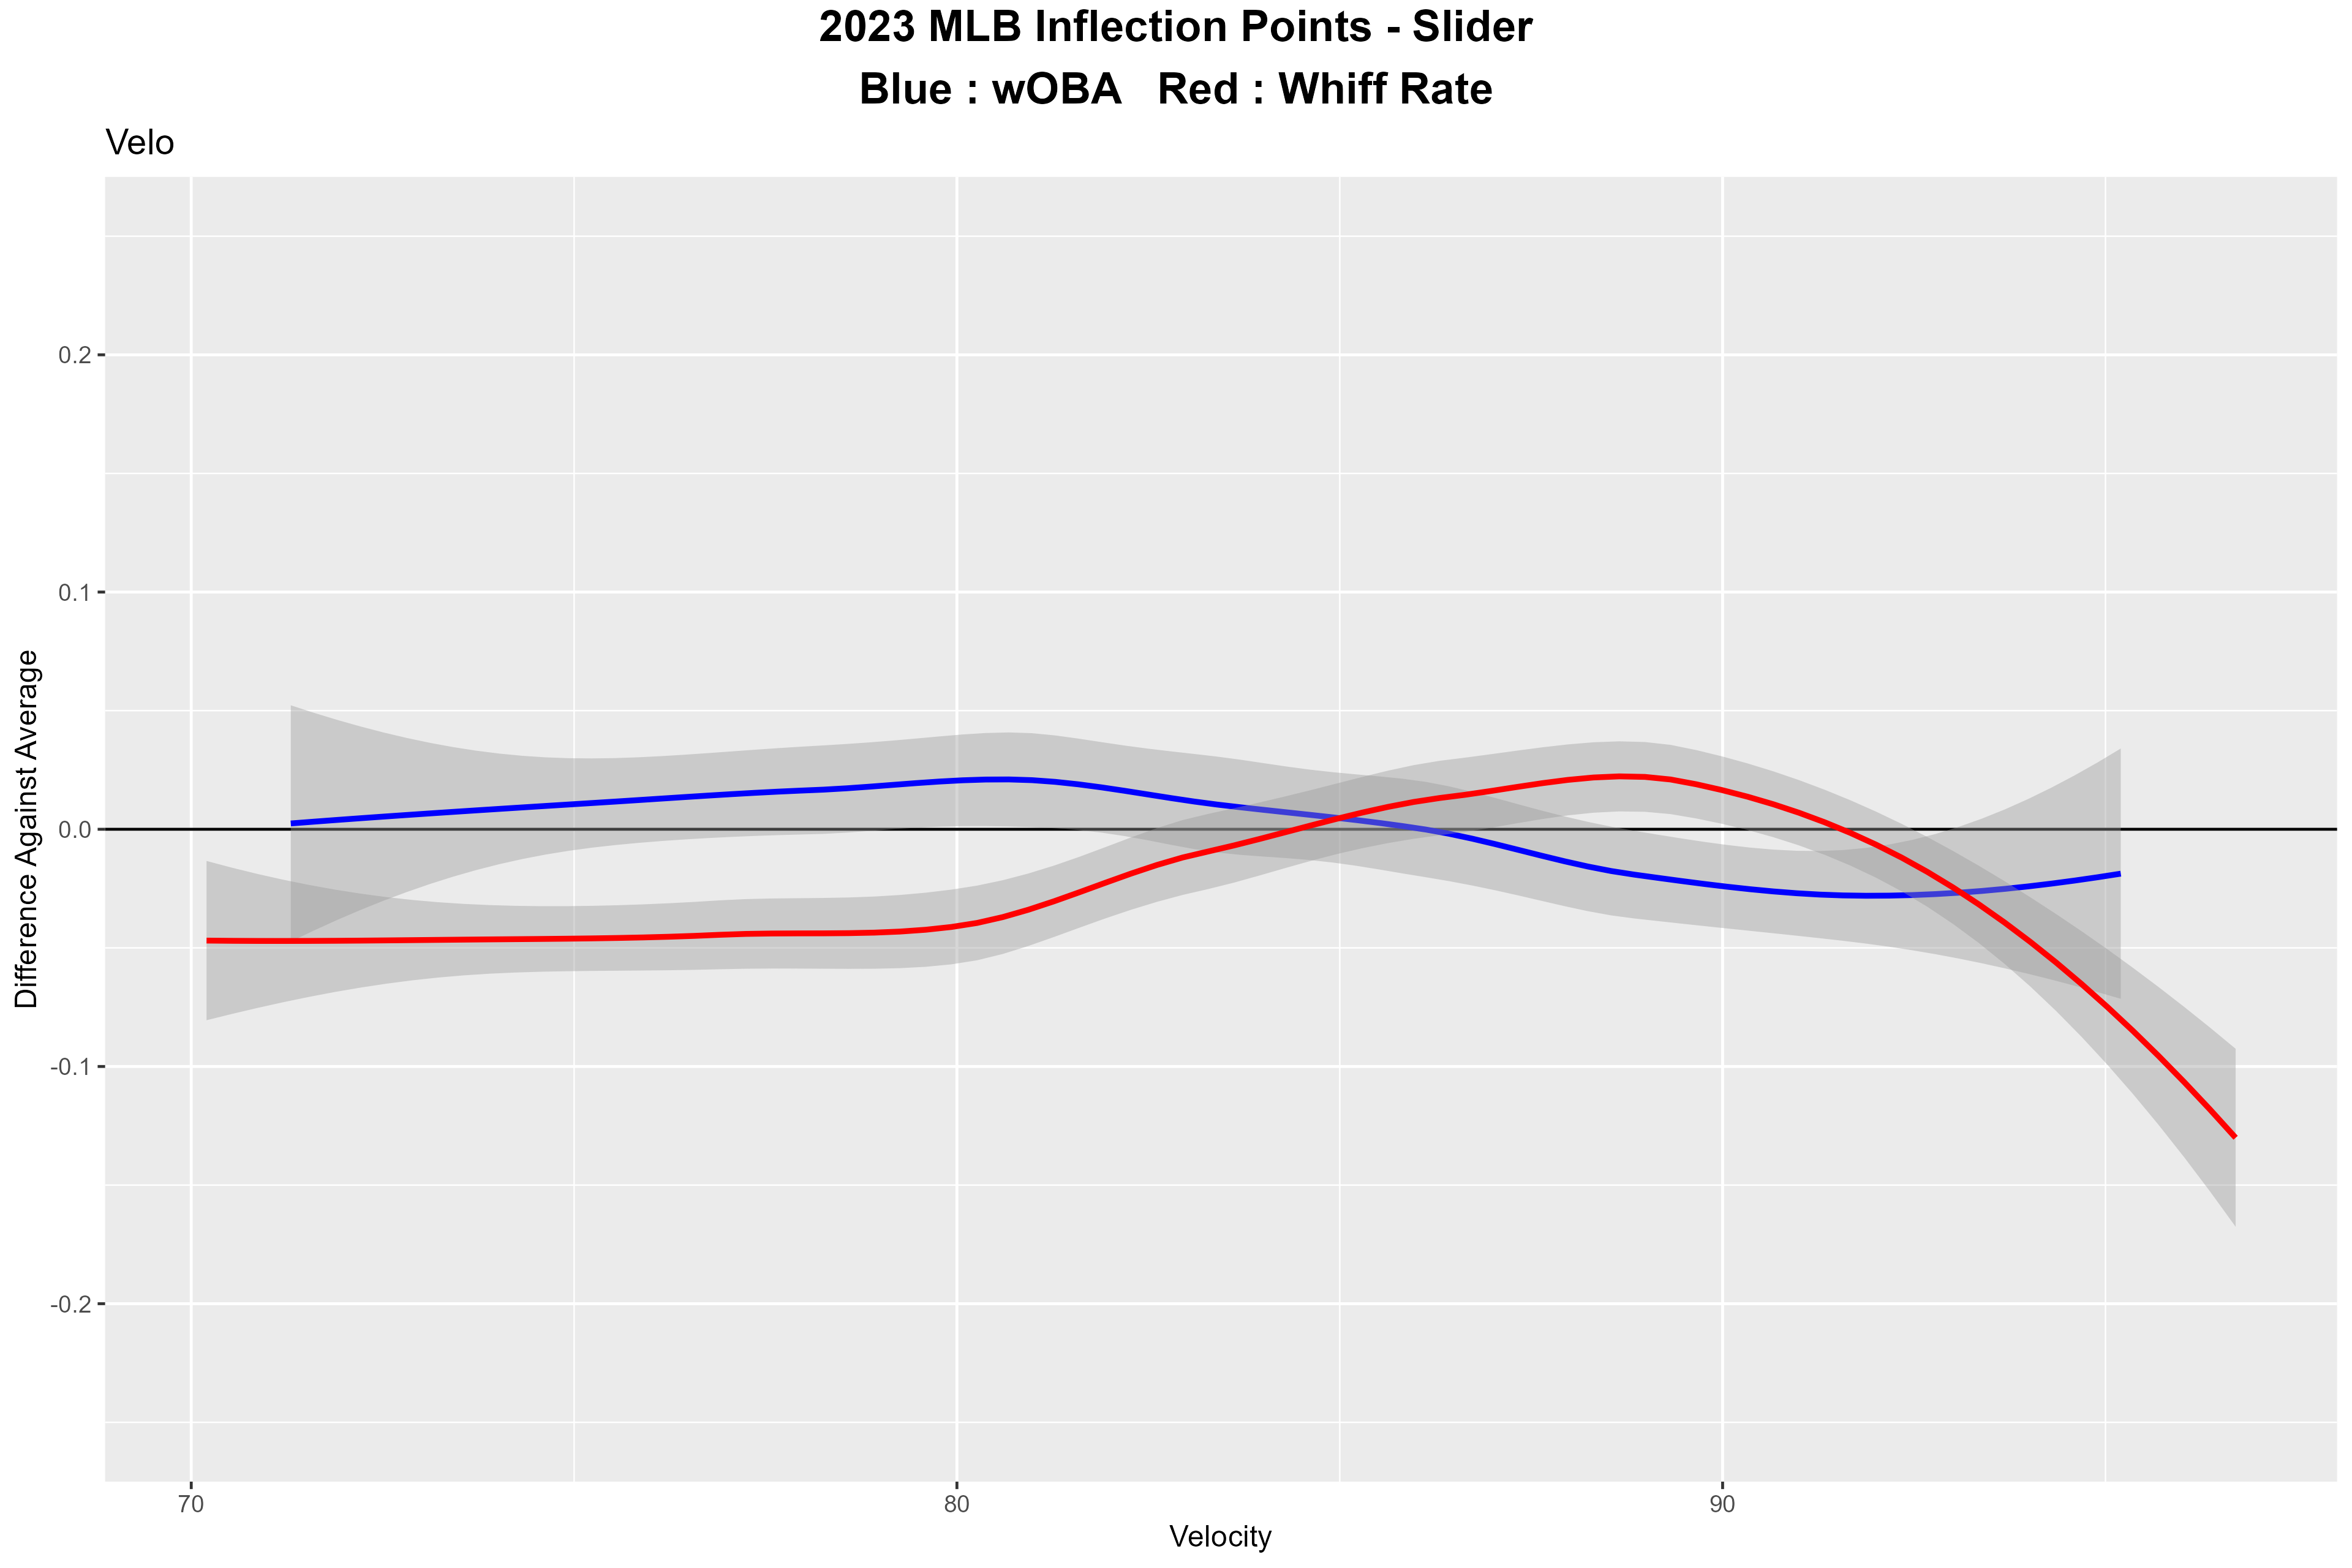 2023 MLB Inflection Points - Slider
Blue : wOBA   Red : Whiff Rate
Velo
Difference Against Average
0.2
0.1
0.0
-0.1
-0.2
70
80
90
Velocity